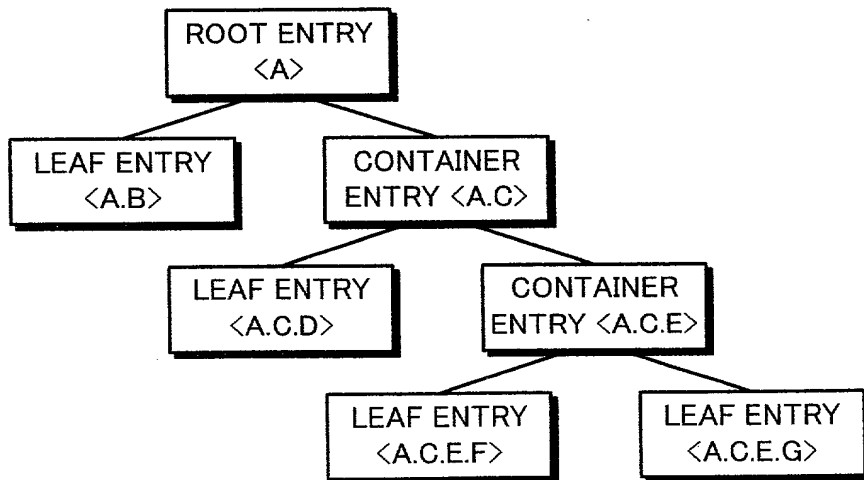 ROOT ENTRY
<A>
LEAF ENTRY
<A.B>
CONTAINER
ENTRY <A.C>
LEAF ENTRY
<A.C.D>
CONTAINER
ENTRY <A.C.E>
LEAF ENTRY
<A.C.E.F>
LEAF ENTRY
<A.C.E.G>